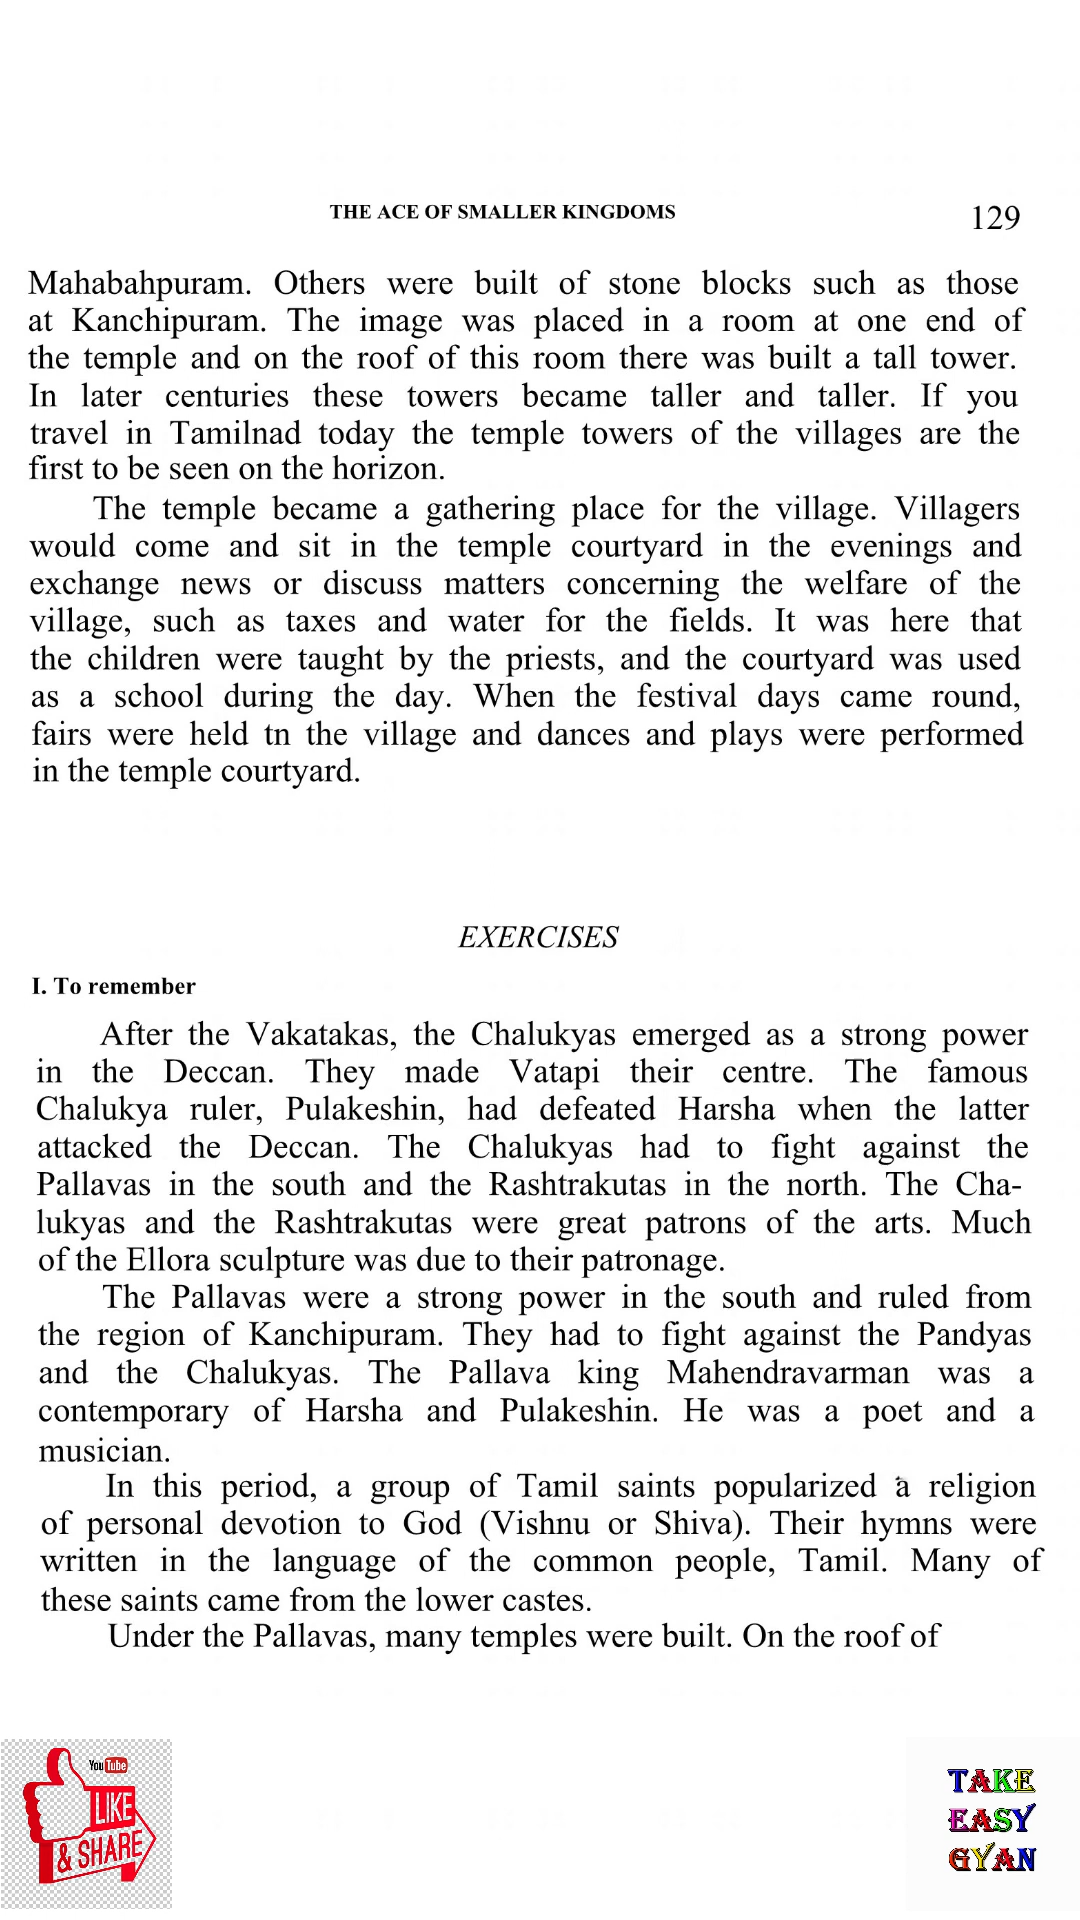 THE ACE OF SMALLER KINGDOMS 129
Mahabahpuram. Others were built of stone blocks such as those
at Kanchipuram. The image was placed in a room at one end of
the temple and on the roof of this room there was built a tall tower.
In later centuries these towers became taller and taller. If you
travel in Tamilnad today the temple towers of the villages are the
first to be seen on the horizon.
The temple became a gathering place for the village. Villagers
would come and sit in the temple courtyard in the evenings and
exchange news or discuss matters concerning the welfare of the
village, such as taxes and water for the fields. It was here that
the children were taught by the priests, and the courtyard was used
as a school during the day. When the festival days came round,
fairs were held tn the village and dances and plays were performed
in the temple courtyard.
EXERCISES
I. To remember
After the Vakatakas, the Chalukyas emerged as a strong power
in the Deccan. They made Vatapi their centre. The famous
Chalukya ruler, Pulakeshin, had defeated Harsha when the latter
attacked the Deccan. The Chalukyas had to fight against the
Pallavas in the south and the Rashtrakutas in the north. The Cha-
lukyas and the Rashtrakutas were great patrons of the arts. Much
of the Ellora sculpture was due to their patronage.
The Pallavas were a strong power in the south and ruled from
the region of Kanchipuram. They had to fight against the Pandyas
and the Chalukyas. The Pallava king Mahendravarman was a
contemporary of Harsha and Pulakeshin. He was a poet and a
musician.
In this period, a group of Tamil saints popularized a religion
of personal devotion to God (Vishnu or Shiva). Their hymns were
written in the language of the common people, Tamil. Many of
these saints came from the lower castes.
Under the Pallavas, many temples were built. On the roof of
YouTube
LIKE
& SHARE
TAKE
EASY
GYAN